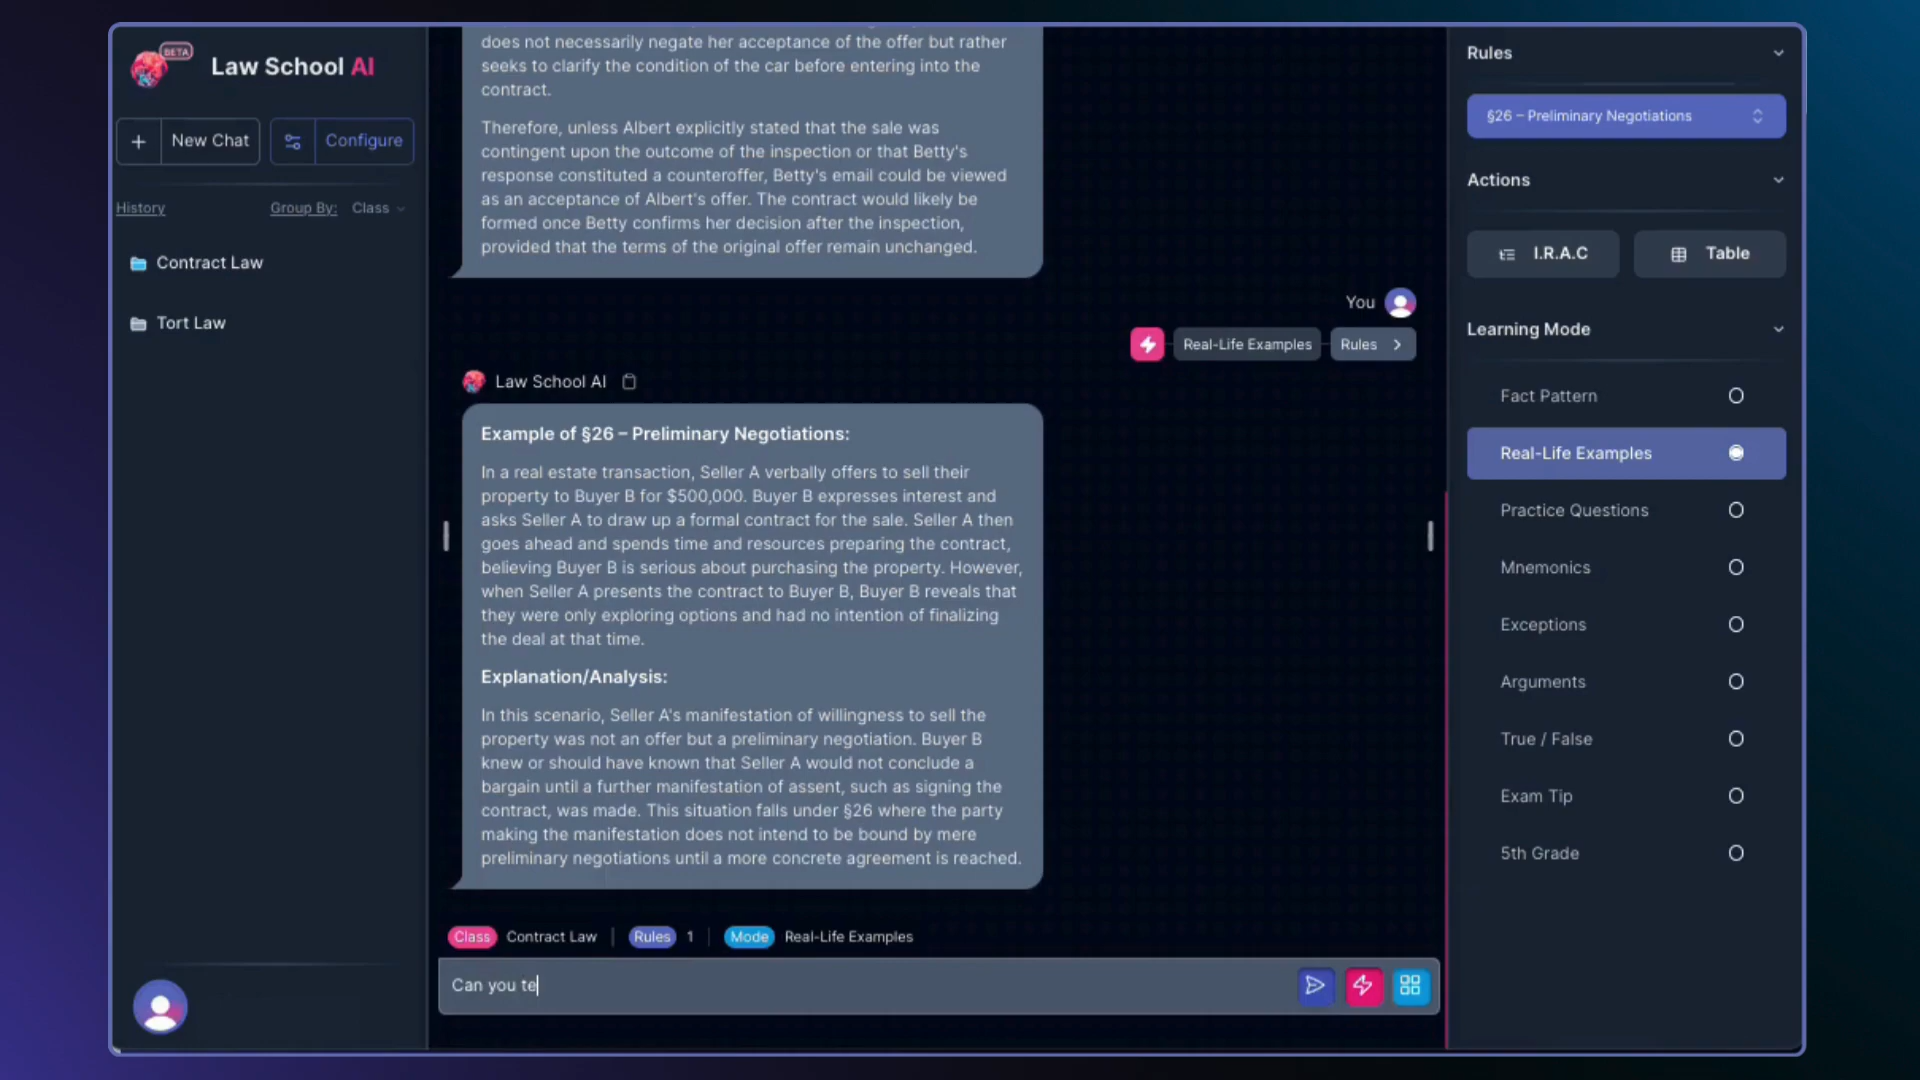 BETA
Law School AI
New Chat
Configure
History
Group By:
Class
Contract Law
Tort Law
does not necessarily negate her acceptance of the offer but rather
seeks to clarify the condition of the car before entering into the
contract.
Therefore, unless Albert explicitly stated that the sale was
contingent upon the outcome of the inspection or that Betty's
response constituted a counteroffer, Betty's email could be viewed
as an acceptance of Albert's offer. The contract would likely be
formed once Betty confirms her decision after the inspection,
provided that the terms of the original offer remain unchanged.
You
Real-Life Examples
Rules
Law School AI
Example of §26 – Preliminary Negotiations:
In a real estate transaction, Seller A verbally offers to sell their
property to Buyer B for $500,000. Buyer B expresses interest and
asks Seller A to draw up a formal contract for the sale. Seller A then
goes ahead and spends time and resources preparing the contract,
believing Buyer B is serious about purchasing the property. However,
when Seller A presents the contract to Buyer B, Buyer B reveals that
they were only exploring options and had no intention of finalizing
the deal at that time.
Explanation/Analysis:
In this scenario, Seller A's manifestation of willingness to sell the
property was not an offer but a preliminary negotiation. Buyer B
knew or should have known that Seller A would not conclude a
bargain until a further manifestation of assent, such as signing the
contract, was made. This situation falls under §26 where the party
making the manifestation does not intend to be bound by mere
preliminary negotiations until a more concrete agreement is reached.
Class Contract Law | Rules 1 | Mode Real-Life Examples
Can you te
Rules
§26 – Preliminary Negotiations
Actions
I.R.A.C
Table
Learning Mode
Fact Pattern
Real-Life Examples
Practice Questions
Mnemonics
Exceptions
Arguments
True / False
Exam Tip
5th Grade